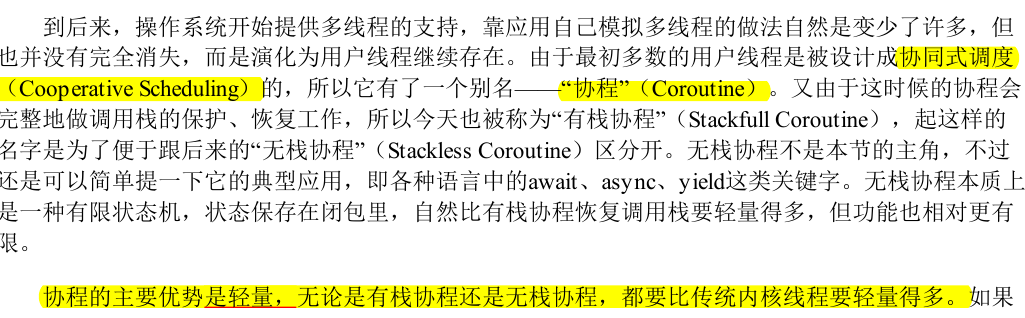 到后来，操作系统开始提供多线程的支持，靠应用自己模拟多线程的做法自然是变少了许多，但
也并没有完全消失，而是演化为用户线程继续存在。由于最初多数的用户线程是被设计成协同式调度
（Cooperative Scheduling）的，所以它有了一个别名——“协程”（Coroutine）。又由于这时候的协程会
完整地做调用栈的保护、恢复工作，所以今天也被称为“有栈协程”（Stackfull Coroutine），起这样的
名字是为了便于跟后来的“无栈协程”（Stackless Coroutine）区分开。无栈协程不是本节的主角，不过
还是可以简单提一下它的典型应用，即各种语言中的await、async、yield这类关键字。无栈协程本质上
是一种有限状态机，状态保存在闭包里，自然比有栈协程恢复调用栈要轻量得多，但功能也相对更有
限。
协程的主要优势是轻量，无论是有栈协程还是无栈协程，都要比传统内核线程要轻量得多。如果